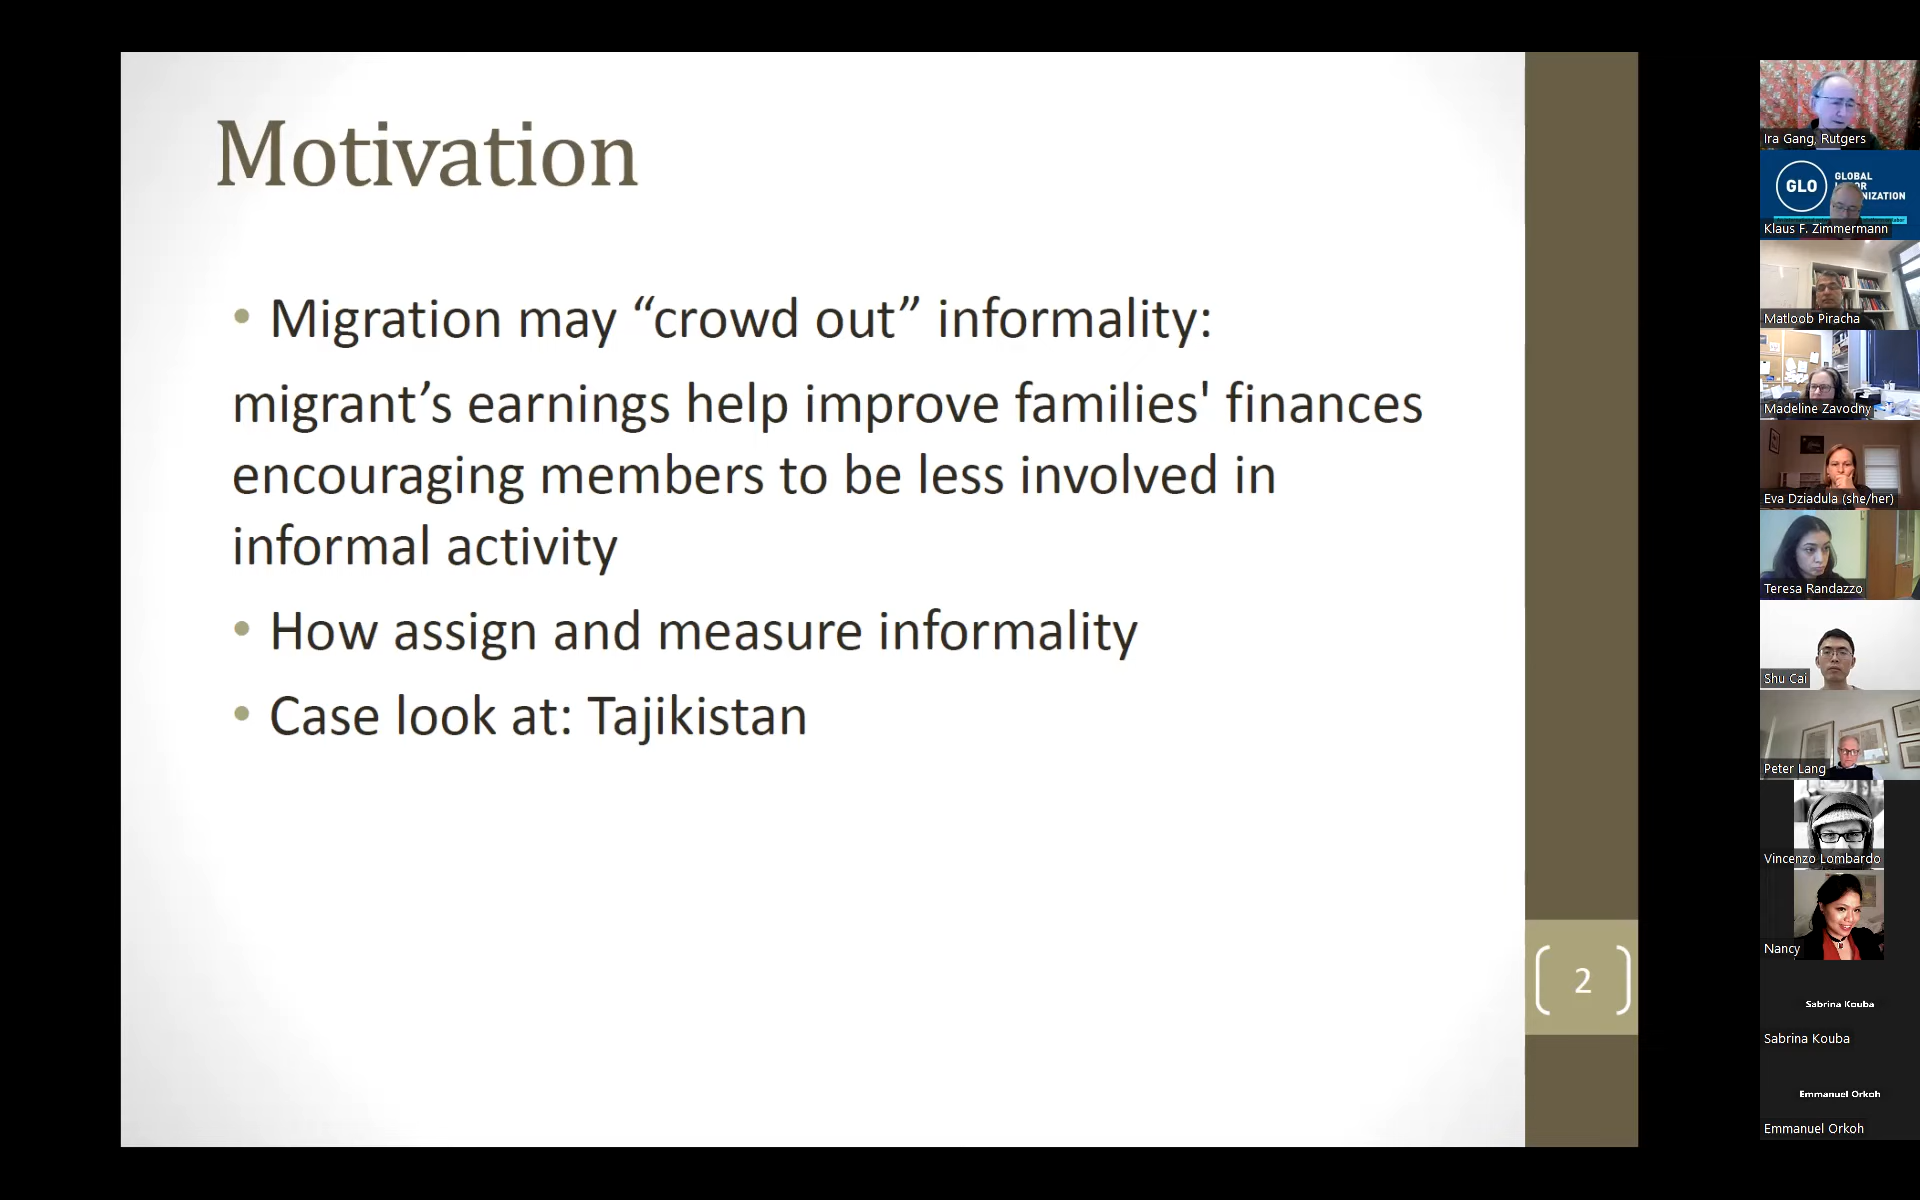 Motivation
• Migration may “crowd out” informality:
migrant’s earnings help improve families' finances
encouraging members to be less involved in
informal activity
• How assign and measure informality
• Case look at: Tajikistan
2
Ira Gang, Rutgers
GLO
GLOBAL
Klaus F. Zimmermann
Matloob Piracha
Madeline Zavodny
Eva Dziadula (she/her)
Teresa Randazzo
Shu Cai
Peter Lang
Vincenzo Lombardo
Nancy
Sabrina Kouba
Sabrina Kouba
Emmanuel Orkoh
Emmanuel Orkoh